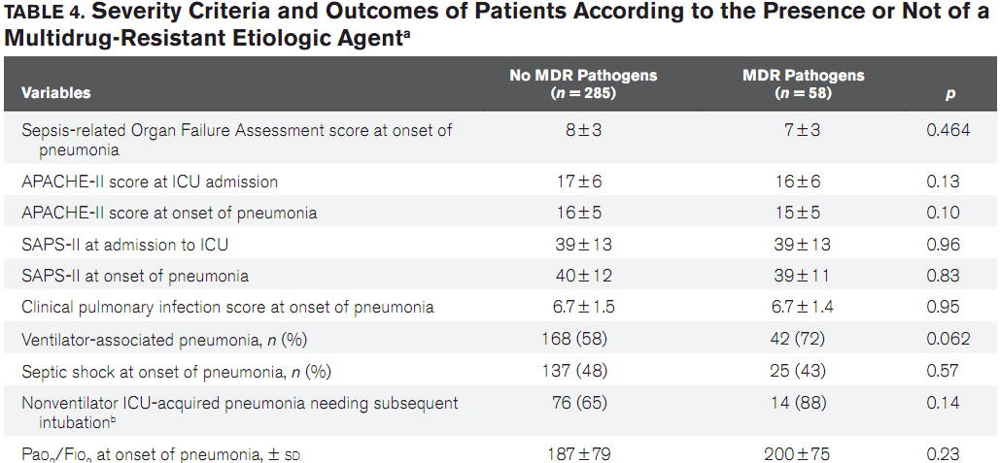 TABLE 4. Severity Criteria and Outcomes of Patients According to the Presence or Not of a
Multidrug-Resistant Etiologic Agentᵃ
Variables No MDR Pathogens (n = 285) MDR Pathogens (n = 58) p
Sepsis-related Organ Failure Assessment score at onset of pneumonia 8±3 7±3 0.464
APACHE-II score at ICU admission 17±6 16±6 0.13
APACHE-II score at onset of pneumonia 16±5 15±5 0.10
SAPS-II at admission to ICU 39±13 39±13 0.96
SAPS-II at onset of pneumonia 40±12 39±11 0.83
Clinical pulmonary infection score at onset of pneumonia 6.7±1.5 6.7±1.4 0.95
Ventilator-associated pneumonia, n (%) 168 (58) 42 (72) 0.062
Septic shock at onset of pneumonia, n (%) 137 (48) 25 (43) 0.57
Nonventilator ICU-acquired pneumonia needing subsequent intubationᵇ 76 (65) 14 (88) 0.14
Pao₂/Fio₂ at onset of pneumonia, ± SD 187±79 200±75 0.23